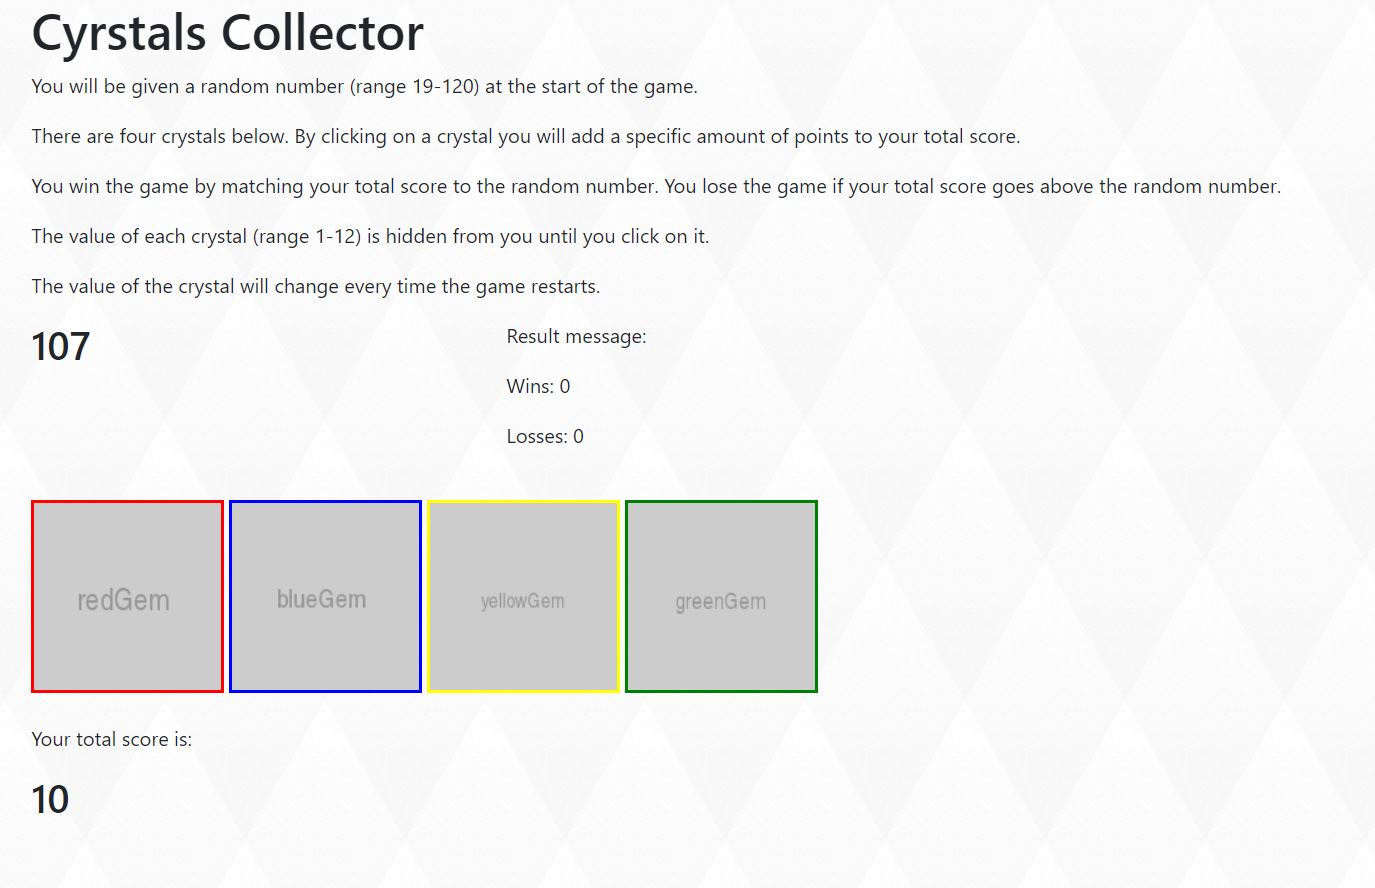 Cyrstals Collector
You will be given a random number (range 19-120) at the start of the game.
There are four crystals below. By clicking on a crystal you will add a specific amount of points to your total score.
You win the game by matching your total score to the random number. You lose the game if your total score goes above the random number.
The value of each crystal (range 1-12) is hidden from you until you click on it.
The value of the crystal will change every time the game restarts.
107
Result message:
Wins: 0
Losses: 0
redGem
blueGem
yellowGem
greenGem
Your total score is:
10